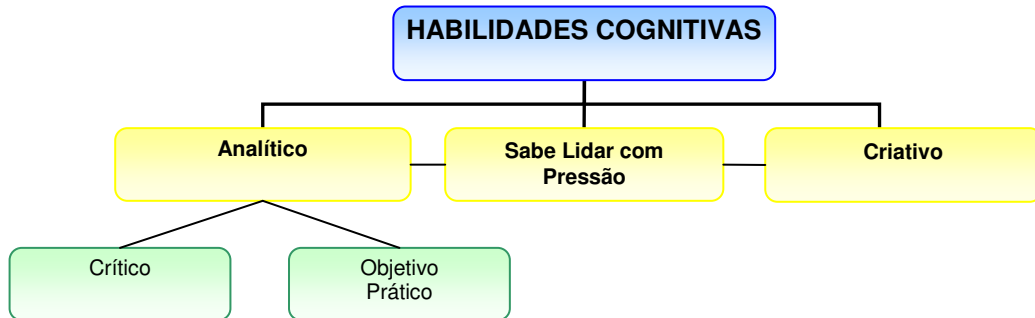 HABILIDADES COGNITIVAS
Analítico
Sabe Lidar com
Pressão
Criativo
Crítico
Objetivo
Prático